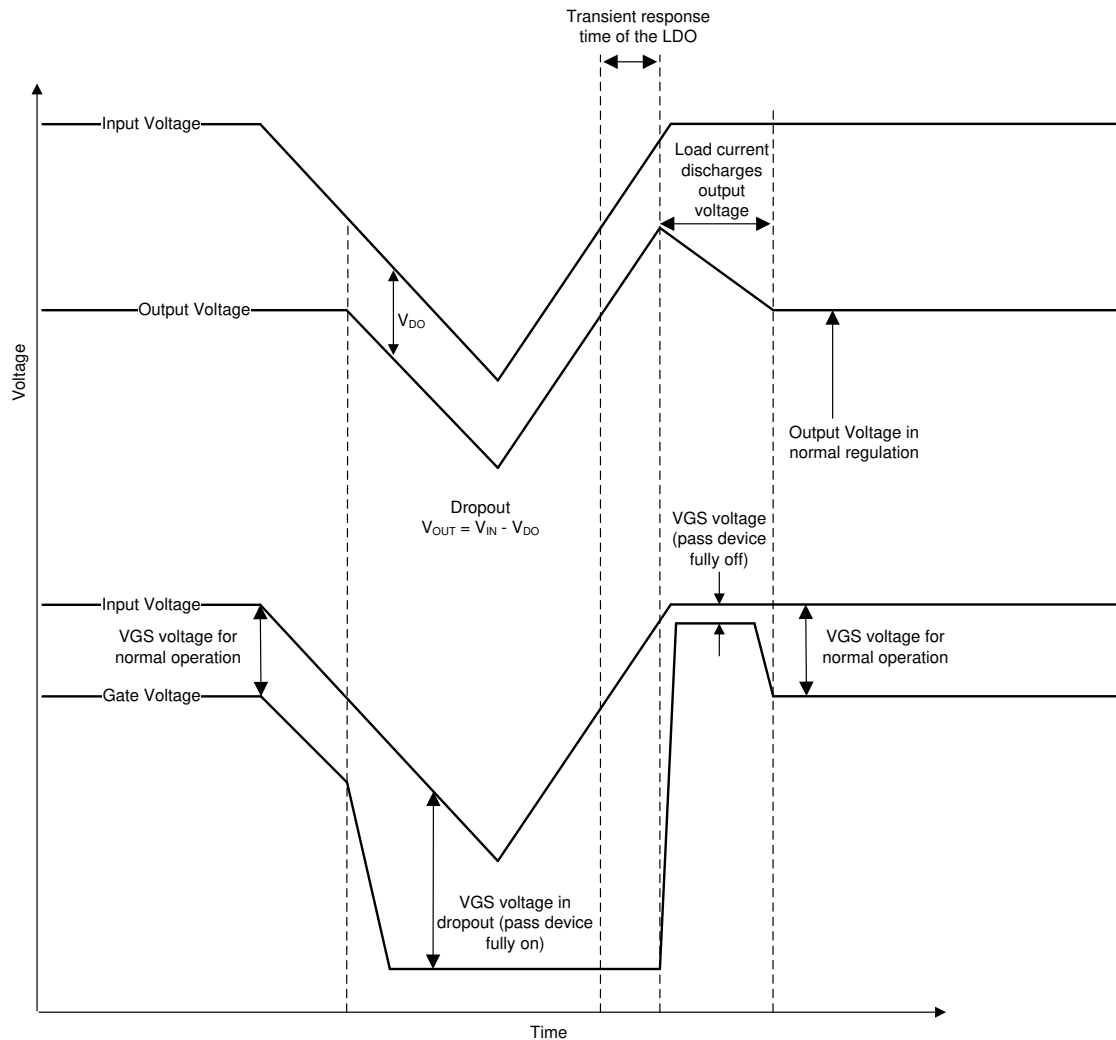 Transient response
time of the LDO
Input Voltage
Load current
discharges
output
voltage
Output Voltage
V_DO
Voltage
Output Voltage in
normal regulation
Dropout
V_OUT = V_IN - V_DO
VGS voltage
(pass device
fully off)
Input Voltage
VGS voltage for
normal operation
VGS voltage for
normal operation
Gate Voltage
VGS voltage in
dropout (pass device
fully on)
Time